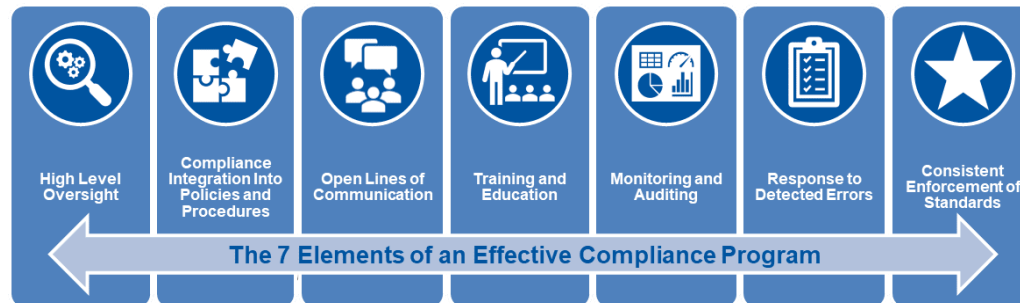 High Level
Oversight
Compliance
Integration Into
Policies and
Procedures
Open Lines of
Communication
Training and
Education
Monitoring and
Auditing
Response to
Detected Errors
Consistent
Enforcement of
Standards
The 7 Elements of an Effective Compliance Program